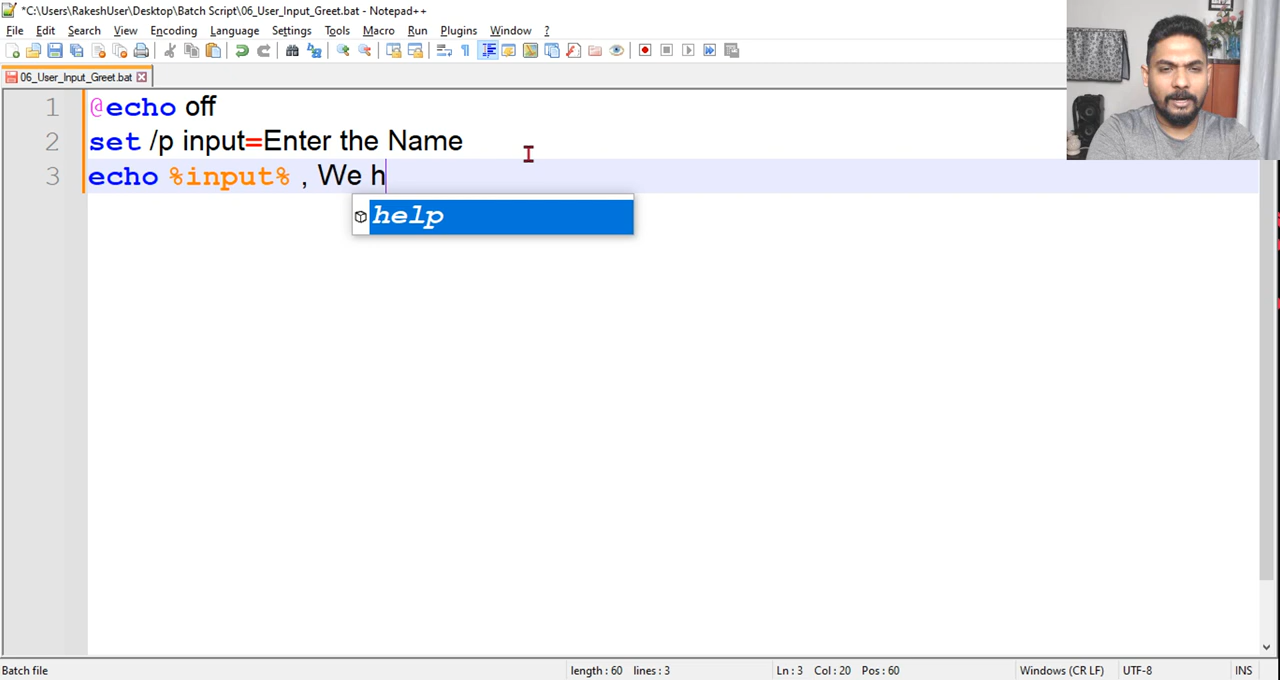 *C:\Users\RakeshUser\Desktop\Batch Script\06_User_Input_Greet.bat - Notepad++
File Edit Search View Encoding Language Settings Tools Macro Run Plugins Window ?
06_User_Input_Greet.bat
1 @echo off
2 set /p input=Enter the Name
3 echo %input% , We h
help
Batch file length : 60 lines : 3 Ln : 3 Col : 20 Pos : 60 Windows (CR LF) UTF-8 INS